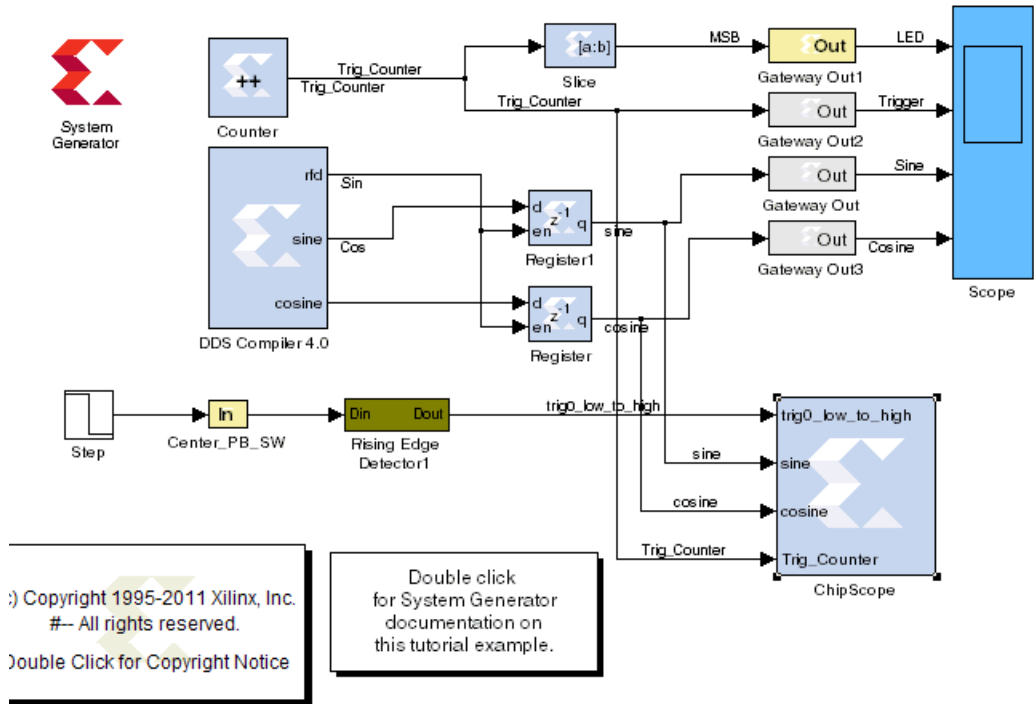 [a:b]
MSB
Out
LED
Slice
Gateway Out1
++
Trig_Counter
Trig_Counter
Trig_Counter
Out
Trigger
System
Generator
Counter
Gateway Out2
rfd
Sin
Out
Sine
d
z-1
q
en
sine
Gateway Out
sine
Cos
Register1
Out
Cosine
Gateway Out3
Scope
cosine
d
z-1
q
en
cosine
DDS Compiler 4.0
Register
Step
In
Center_PB_SW
Din
Dout
Rising Edge
Detector1
trig0_low_to_high
trig0_low_to_high
sine
sine
cosine
cosine
Trig_Counter
Trig_Counter
ChipScope
c) Copyright 1995-2011 Xilinx, Inc.
#-- All rights reserved.
Double Click for Copyright Notice
Double click
for System Generator
documentation on
this tutorial example.